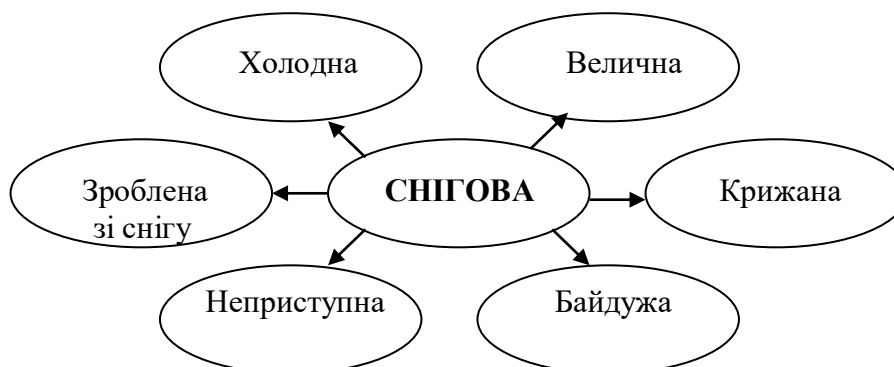 Холодна
Велична
Зроблена
зі снігу
СНІГОВА
Крижана
Неприступна
Байдужа